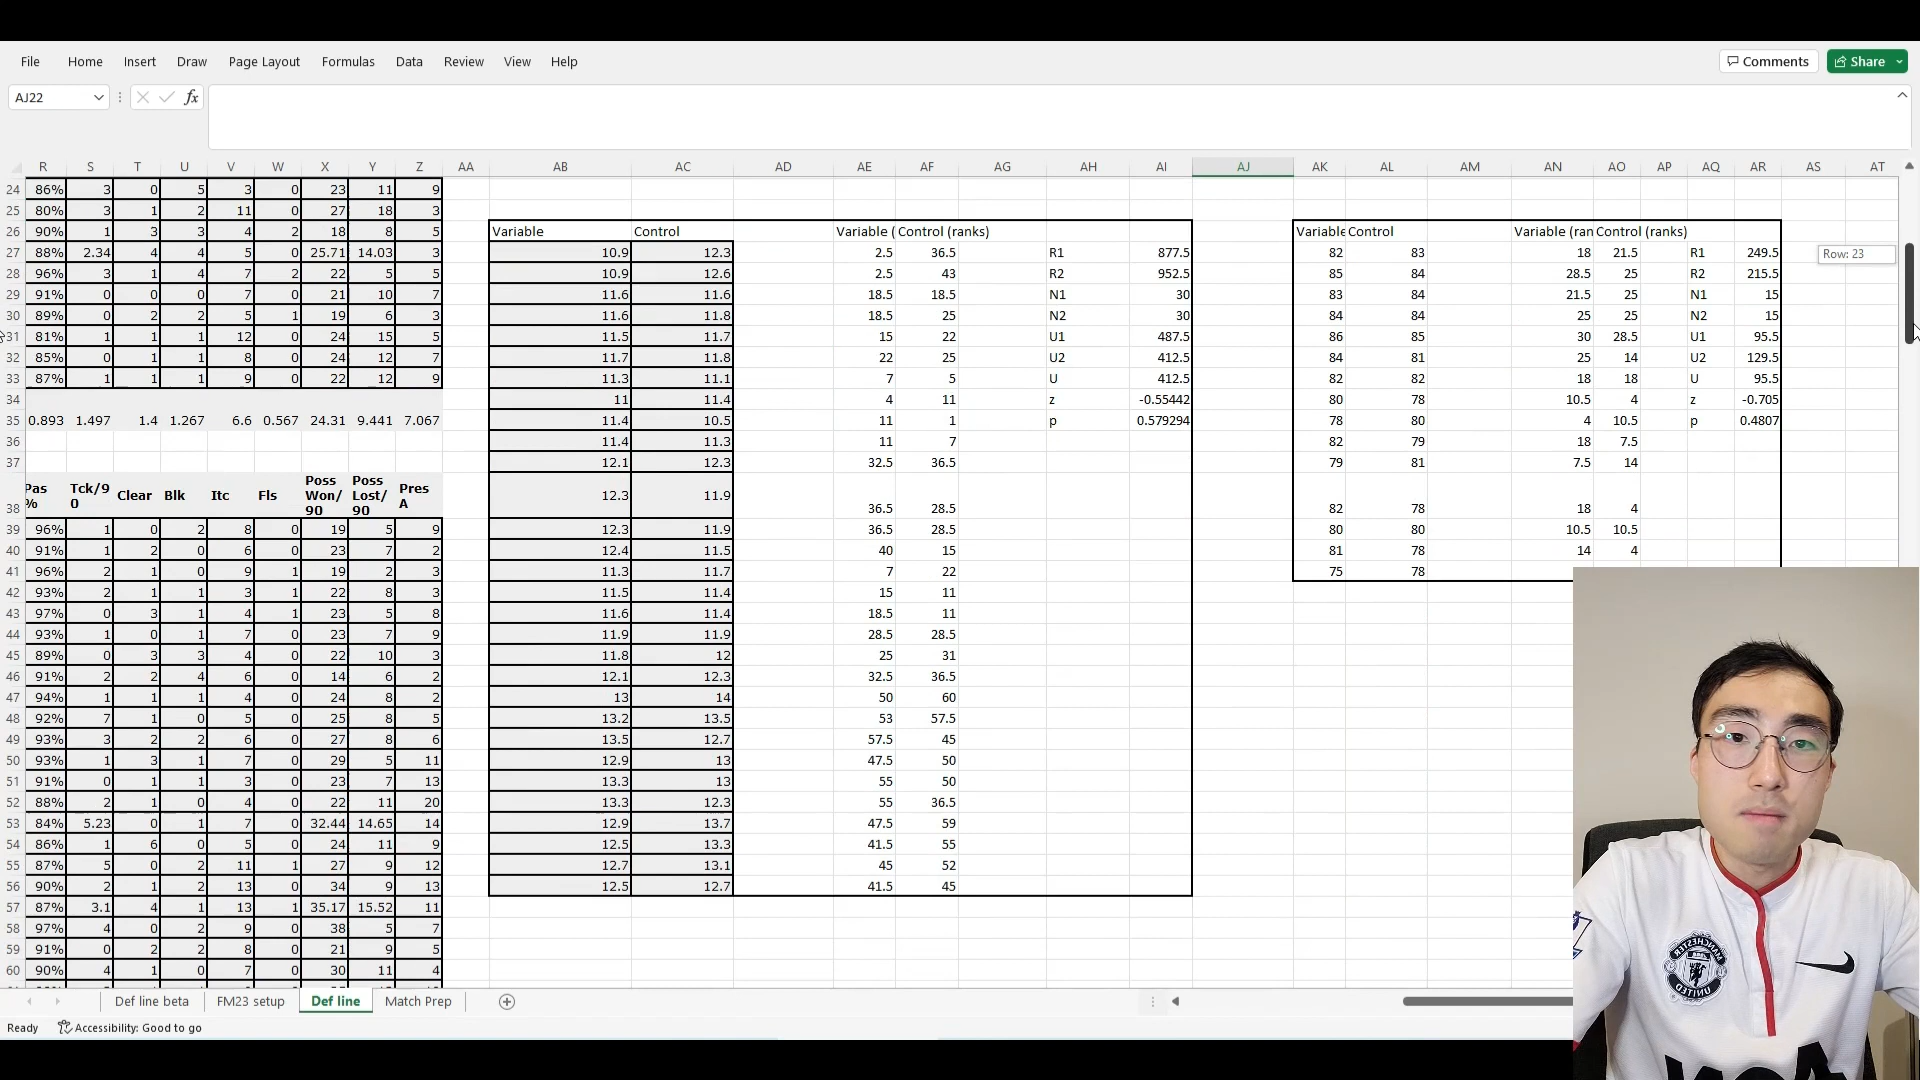 File Home Insert Draw Page Layout Formulas Data Review View Help Comments Share
AJ22 fx
R S T U V W X Y Z AA AB AC AD AE AF AG AH AI AJ AK AL AM AN AO AP AQ AR AS AT
24 86% 3 0 5 3 0 23 11 9
25 80% 3 1 2 11 0 27 18 3
26 90% 1 3 3 4 2 18 8 5 Variable Control Variable ( Control (ranks) Variable Control Variable (ran Control (ranks)
27 88% 2.34 4 4 5 0 25.71 14.03 3 10.9 12.3 2.5 36.5 R1 877.5 82 83 18 21.5 R1 249.5 Row: 23
28 96% 3 1 4 7 2 22 5 5 10.9 12.6 2.5 43 R2 952.5 85 84 28.5 25 R2 215.5
29 91% 0 0 0 7 0 21 10 7 11.6 11.6 18.5 18.5 N1 30 83 84 21.5 25 N1 15
30 89% 0 2 2 5 1 19 6 3 11.6 11.8 18.5 25 N2 30 84 84 25 25 N2 15
31 81% 1 1 1 12 0 24 15 5 11.5 11.7 15 22 U1 487.5 86 85 30 28.5 U1 95.5
32 85% 0 1 1 8 0 24 12 7 11.7 11.8 22 25 U2 412.5 84 81 25 14 U2 129.5
33 87% 1 1 1 9 0 22 12 9 11.3 11.1 7 5 U 412.5 82 82 18 18 U 95.5
34 11 11.4 4 11 z -0.55442 80 78 10.5 4 z -0.705
35 0.893 1.497 1.4 1.267 6.6 0.567 24.31 9.441 7.067 11.4 10.5 11 1 p 0.579294 78 80 4 10.5 p 0.4807
36 11.4 11.3 11 7 82 79 18 7.5
37 12.1 12.3 32.5 36.5 79 81 7.5 14
38 Pas % Tck/90 Clear Blk Itc Fls Poss Won/90 Poss Lost/90 Pres A 12.3 11.9 36.5 28.5 82 78 18 4
39 96% 1 0 2 8 0 19 5 9 12.3 11.9 36.5 28.5 80 80 10.5 10.5
40 91% 1 2 0 6 0 23 7 2 12.4 11.5 40 15 81 78 14 4
41 96% 2 1 0 9 1 19 2 3 11.3 11.7 7 22 75 78
42 93% 2 1 1 3 1 22 8 3 11.5 11.4 15 11
43 97% 0 3 1 4 1 23 5 8 11.6 11.4 18.5 11
44 93% 1 0 1 7 0 23 7 9 11.9 11.9 28.5 28.5
45 89% 0 3 3 4 0 22 10 3 11.8 12 25 31
46 91% 2 2 4 6 0 14 6 2 12.1 12.3 32.5 36.5
47 94% 1 1 1 4 0 24 8 2 13 14 50 60
48 92% 7 1 0 5 0 25 8 5 13.2 13.5 53 57.5
49 93% 3 2 2 6 0 27 8 6 13.5 12.7 57.5 45
50 93% 1 3 1 7 0 29 5 11 12.9 13 47.5 50
51 91% 0 1 1 3 0 23 7 13 13.3 13 55 50
52 88% 2 1 0 4 0 22 11 20 13.3 12.3 55 36.5
53 84% 5.23 0 1 7 0 32.44 14.65 14 12.9 13.7 47.5 59
54 86% 1 6 0 5 0 24 11 9 12.5 13.3 41.5 55
55 87% 5 0 2 11 1 27 9 12 12.7 13.1 45 52
56 90% 2 1 2 13 0 34 9 13 12.5 12.7 41.5 45
57 87% 3.1 4 1 13 1 35.17 15.52 11
58 97% 4 0 2 9 0 38 5 7
59 91% 0 2 2 8 0 21 9 5
60 90% 4 1 0 7 0 30 11 4
Def line beta FM23 setup Def line Match Prep
Ready Accessibility: Good to go